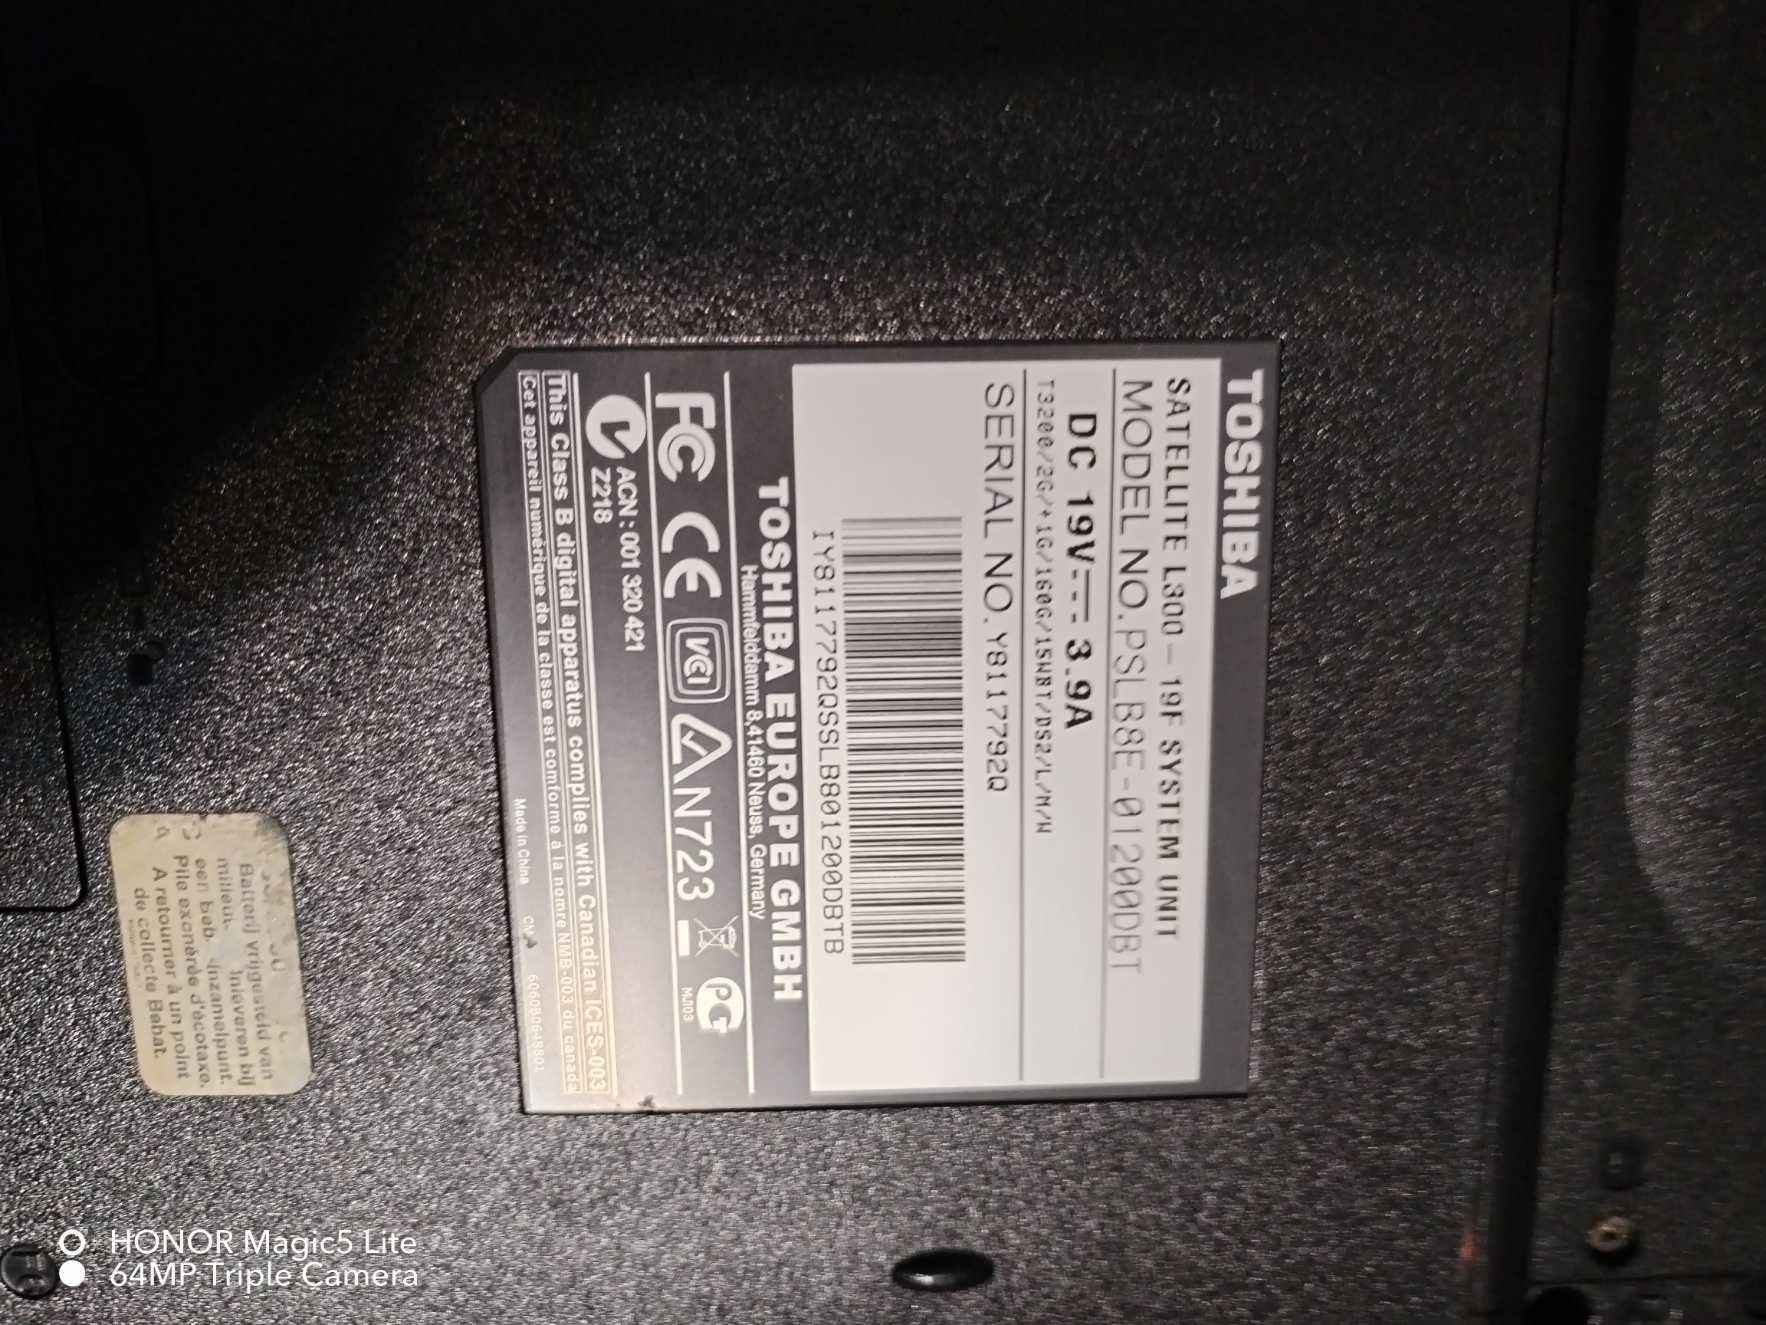 TOSHIBA
SATELLITE L300 – 19F SYSTEM UNIT
MODEL NO. PSLB8E-01200DBT
DC 19V 3.9A
T3200/2G/+1G/160G/15WBT/DS2/L/M/W
SERIAL NO. Y8117792Q
IY8117792QSSLB801200DBTB
TOSHIBA EUROPE GMBH
Hammfelddamm 8,41460 Neuss, Germany
FC CE VCI N723 PG
МЛ03
ACN : 001 320 421
Z218
This Class B digital apparatus complies with Canadian ICES-003
Cet appareil numérique de la classe est conforme à la nomre NMB-003 du canada
Made in China CM-A 6060B0648801
Batterij vrijgesteld van
milieu Inleveren bij
een beb. -inzamelpunt.
Pile exonérée d'écotaxe.
A retourner à un point
de collecte Bebat.
HONOR Magic5 Lite
64MP Triple Camera